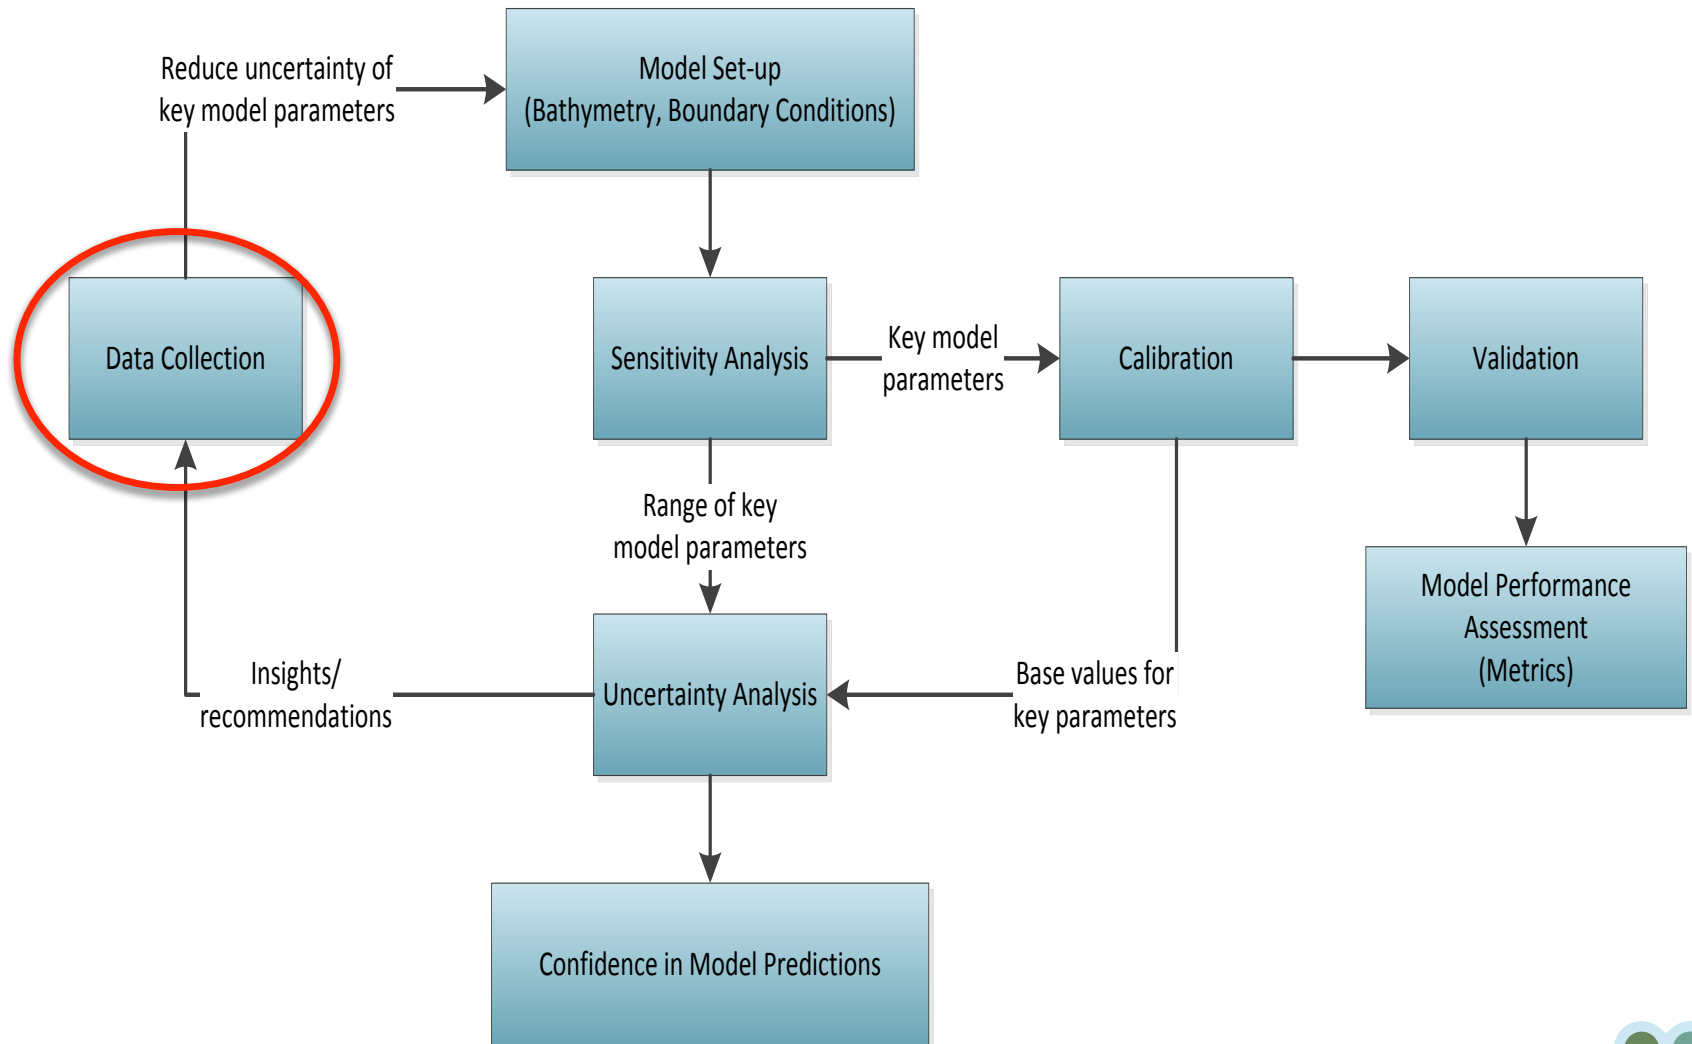 Reduce uncertainty of
key model parameters
Model Set-up
(Bathymetry, Boundary Conditions)
Data Collection
Sensitivity Analysis
Key model
parameters
Calibration
Validation
Range of key
model parameters
Model Performance
Assessment
(Metrics)
Insights/
recommendations
Uncertainty Analysis
Base values for
key parameters
Confidence in Model Predictions